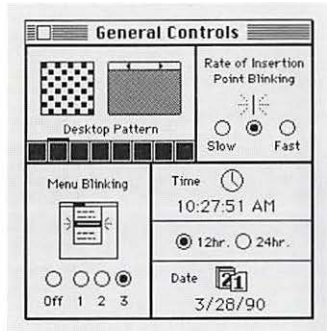 General Controls
Rate of Insertion
Point Blinking
Desktop Pattern
Slow Fast
Menu Blinking
Off 1 2 3
Time
10:27:51 AM
12hr. 24hr.
Date
21
3/28/90